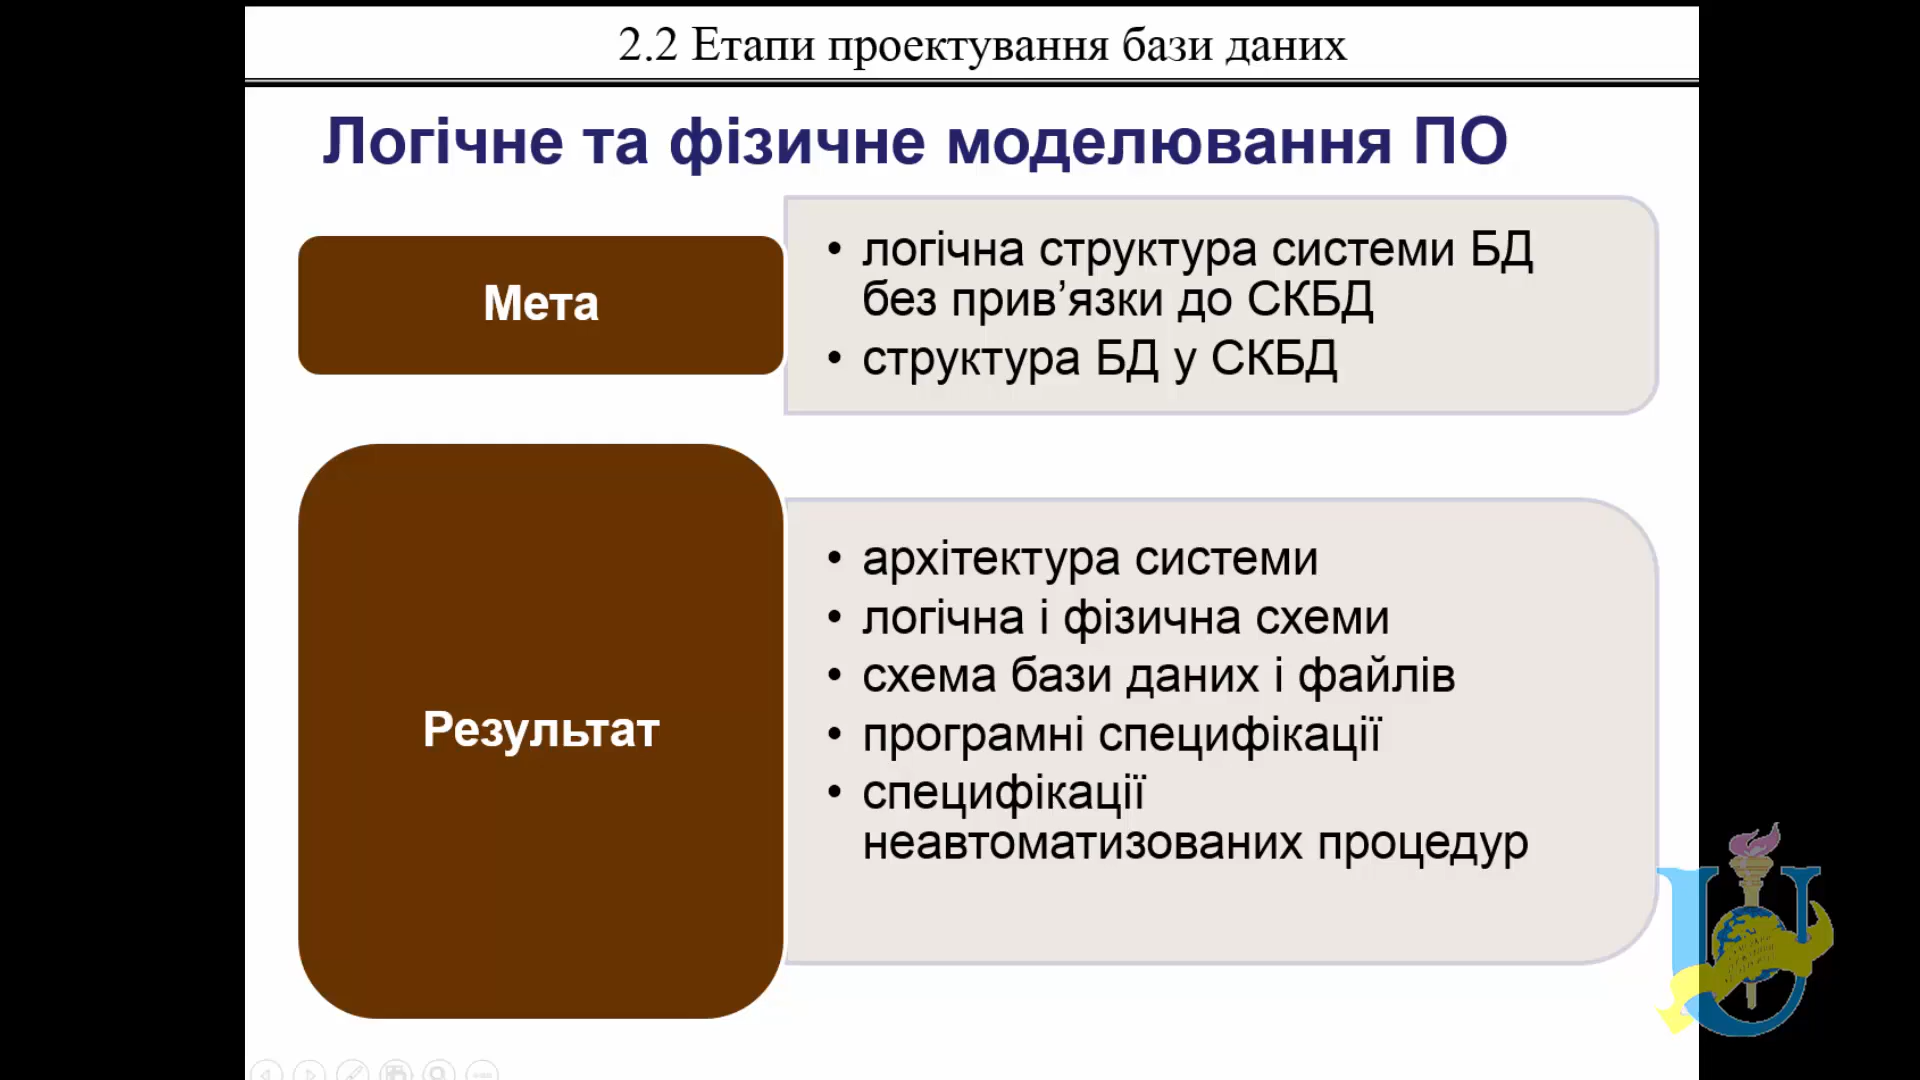 2.2 Етапи проектування бази даних
Логічне та фізичне моделювання ПО
Мета
• логічна структура системи БД
без прив’язки до СКБД
• структура БД у СКБД
Результат
• архітектура системи
• логічна і фізична схеми
• схема бази даних і файлів
• програмні специфікації
• специфікації
неавтоматизованих процедур